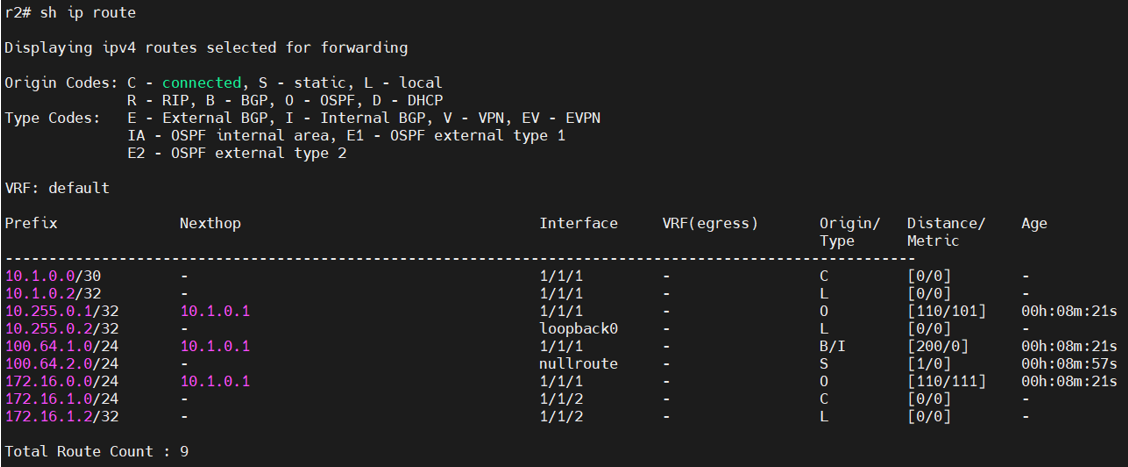 r2# sh ip route
Displaying ipv4 routes selected for forwarding
Origin Codes: C - connected, S - static, L - local
R - RIP, B - BGP, O - OSPF, D - DHCP
Type Codes:   E - External BGP, I - Internal BGP, V - VPN, EV - EVPN
IA - OSPF internal area, E1 - OSPF external type 1
E2 - OSPF external type 2
VRF: default
Prefix Nexthop Interface VRF(egress) Origin/ Distance/ Age
Type Metric
---------------------------------------------------------------------------------------------------------
10.1.0.0/30 - 1/1/1 - C [0/0] -
10.1.0.2/32 - 1/1/1 - L [0/0] -
10.255.0.1/32 10.1.0.1 1/1/1 - O [110/101] 00h:08m:21s
10.255.0.2/32 - loopback0 - L [0/0] -
100.64.1.0/24 10.1.0.1 1/1/1 - B/I [200/0] 00h:08m:21s
100.64.2.0/24 - nullroute - S [1/0] 00h:08m:57s
172.16.0.0/24 10.1.0.1 1/1/1 - O [110/111] 00h:08m:21s
172.16.1.0/24 - 1/1/2 - C [0/0] -
172.16.1.2/32 - 1/1/2 - L [0/0] -
Total Route Count : 9